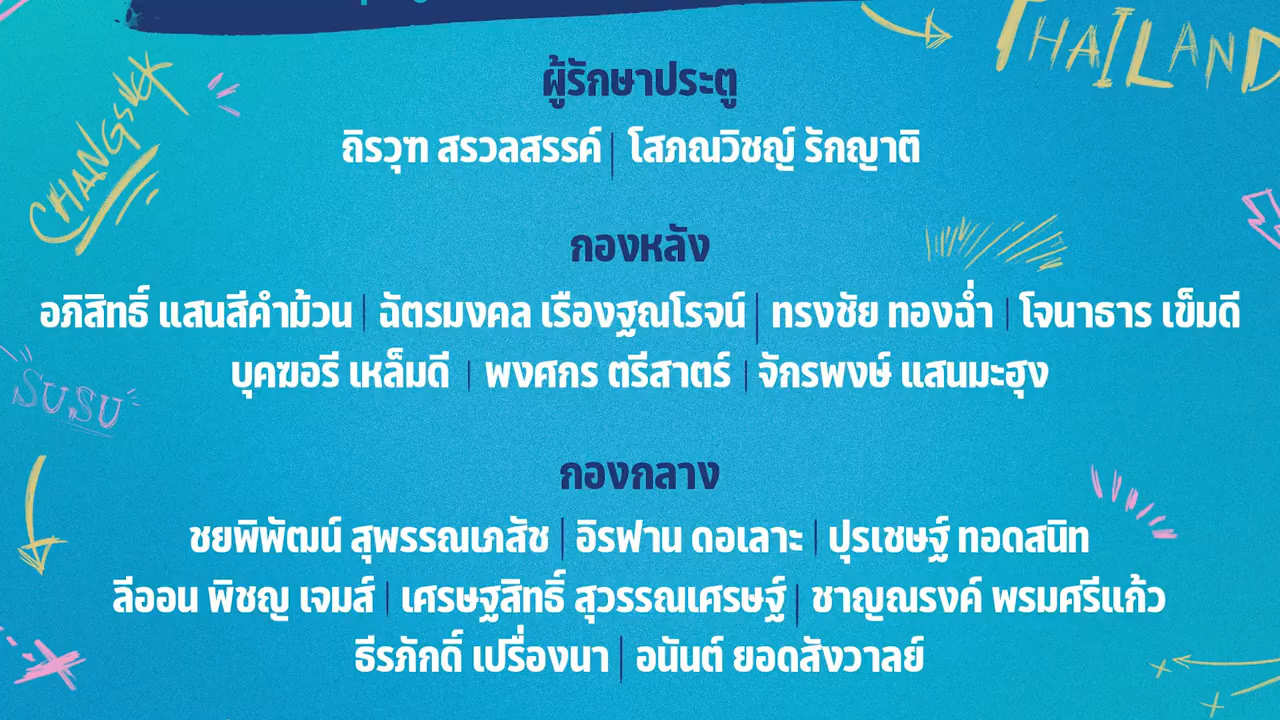 THAILAND
CHANGSUEK
ผู้รักษาประตู
ถิรวุฑ สรวลสรรค์ | โสภณวิชญ์ รักญาติ
กองหลัง
อภิสิทธิ์ แสนสีคำม้วน | ฉัตรมงคล เรืองฐณโรจน์ | ทรงชัย ทองฉ่ำ | โจนาธาร เข็มดี
บุคฆอรี เหล็มดี | พงศกร ตรีสาตร์ | จักรพงษ์ แสนมะฮุง
SUSU
กองกลาง
ชยพิพัฒน์ สุพรรณเภสัช | อิรฟาน ดอเลาะ | ปุรเชษฐ์ ทอดสนิท
ลีออน พิชญ เจมส์ | เศรษฐสิทธิ์ สุวรรณเศรษฐ์ | ชาญณรงค์ พรมศรีแก้ว
ธีรภักดิ์ เปรื่องนา | อนันต์ ยอดสังวาลย์